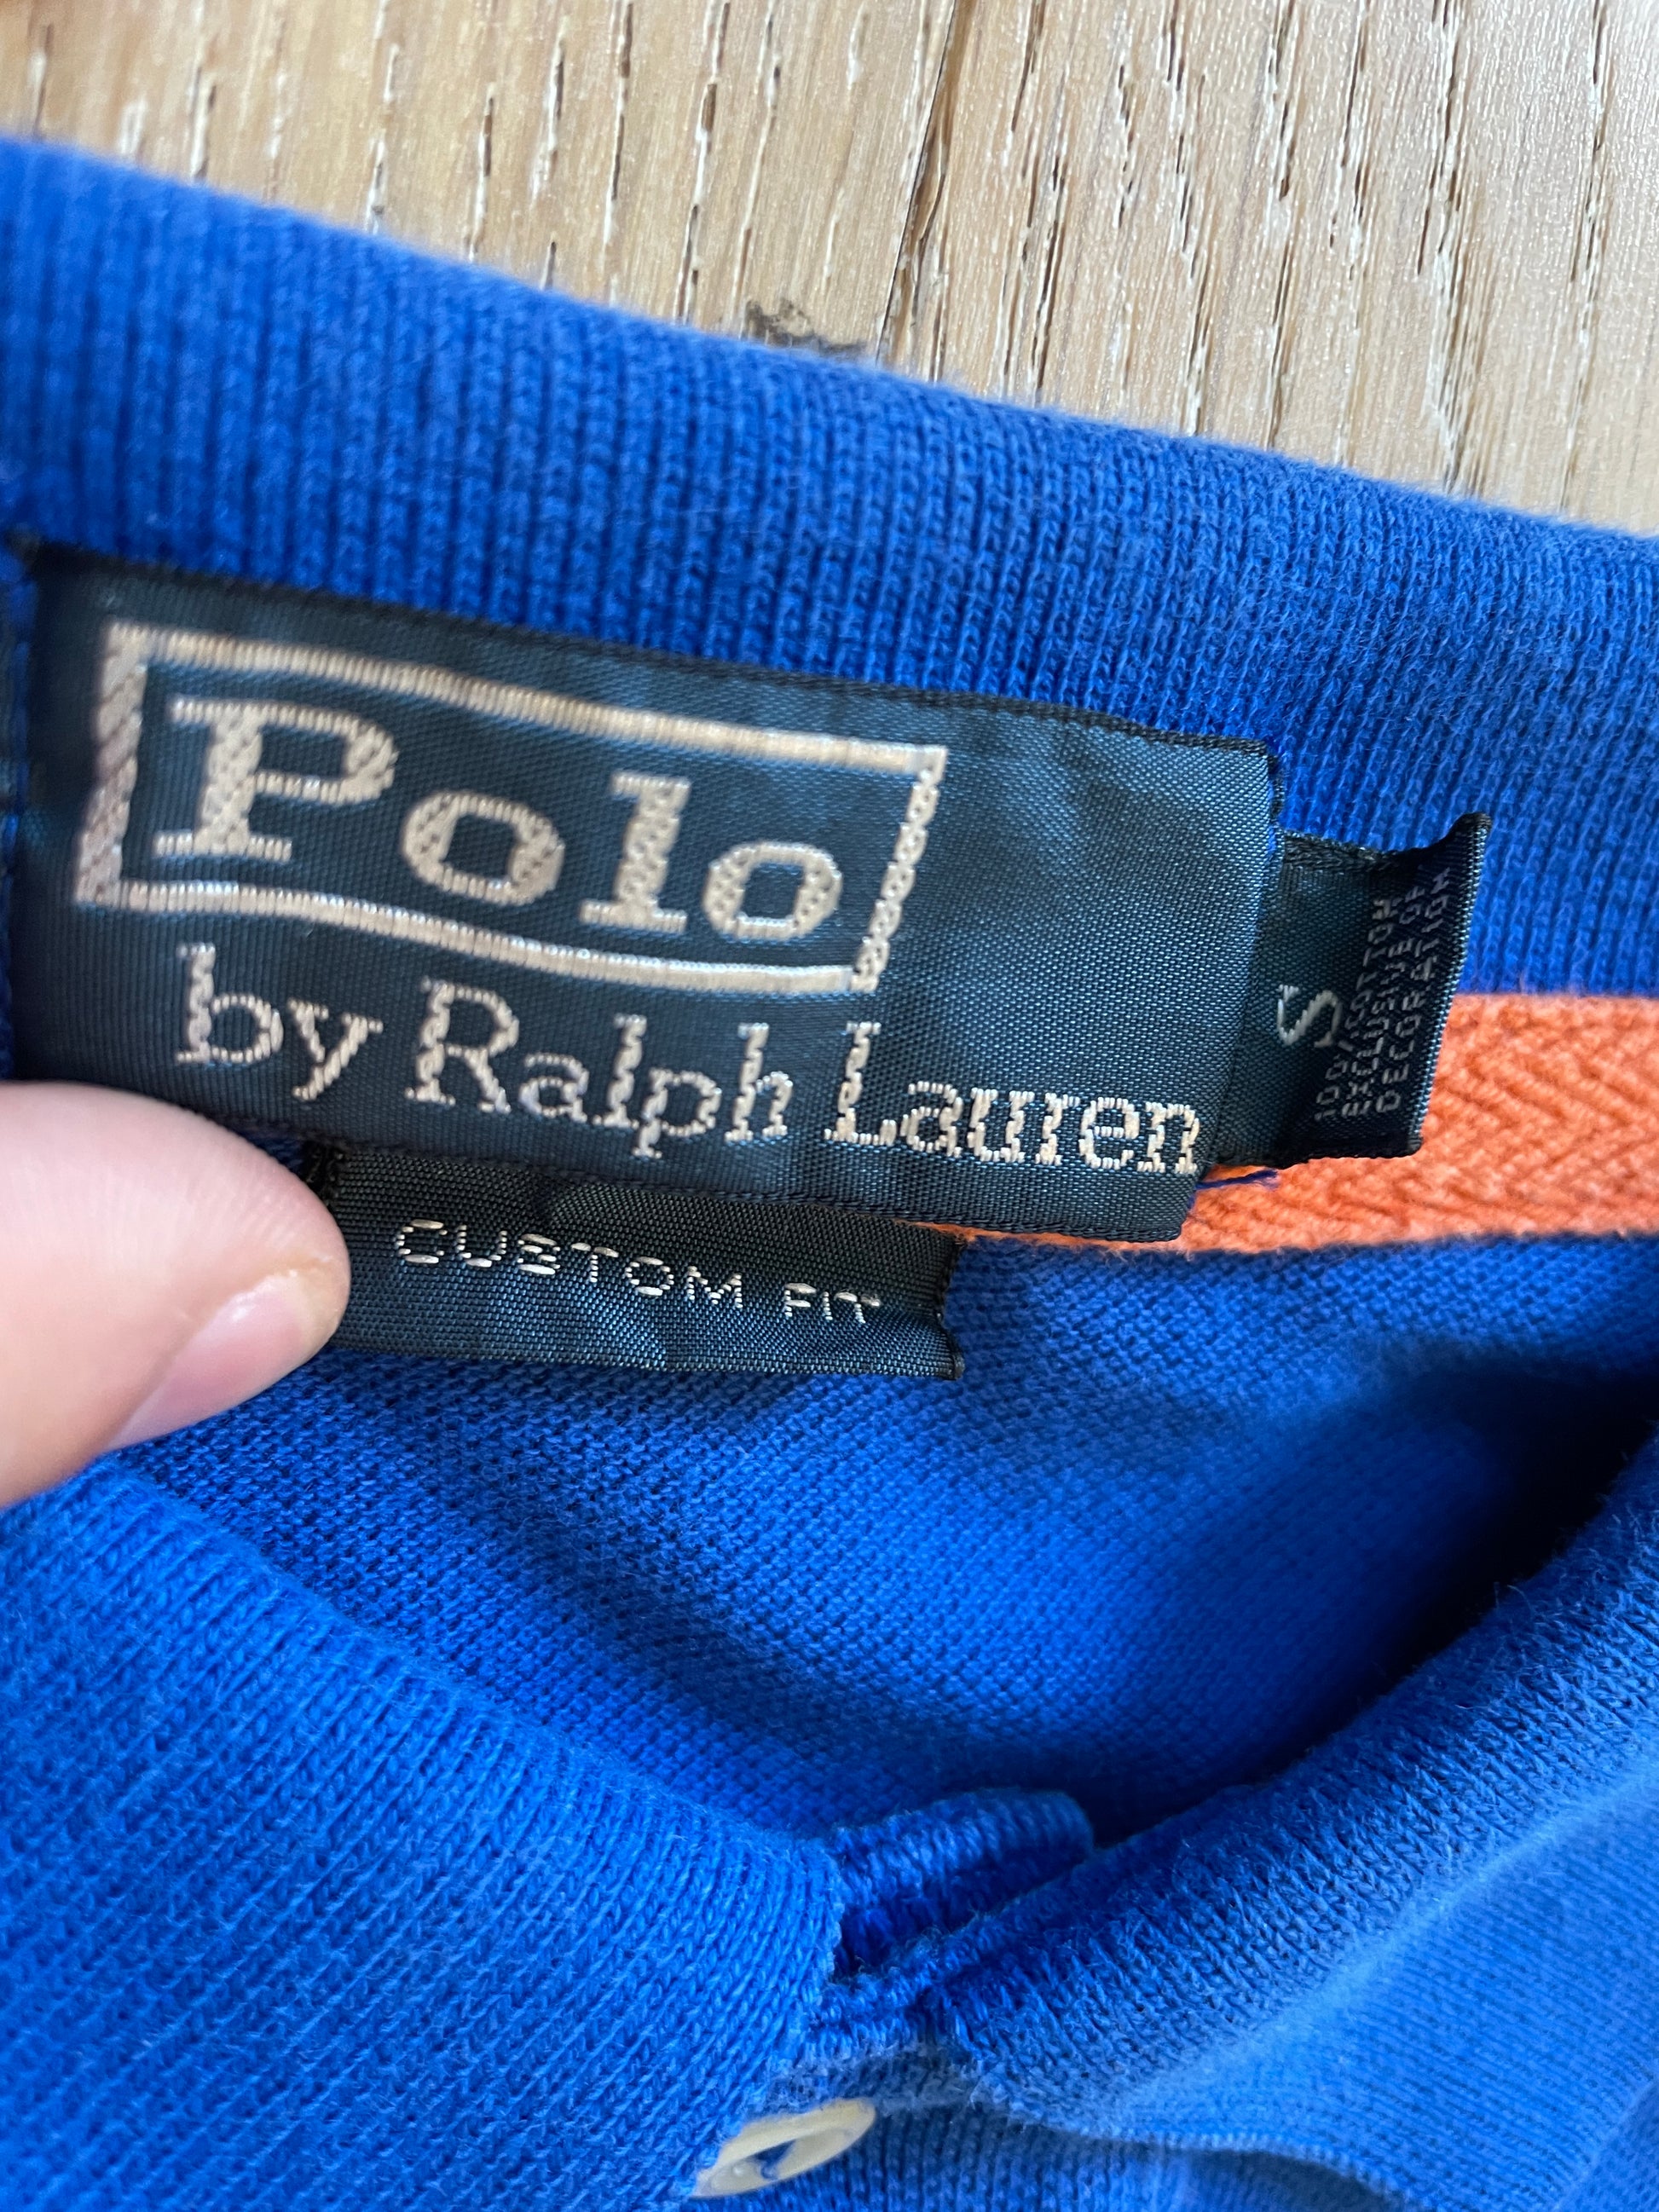 Polo
by Ralph Lauren
S
100%COTTON
EXCLUSIVE OF
DECORATION
CUSTOM FIT